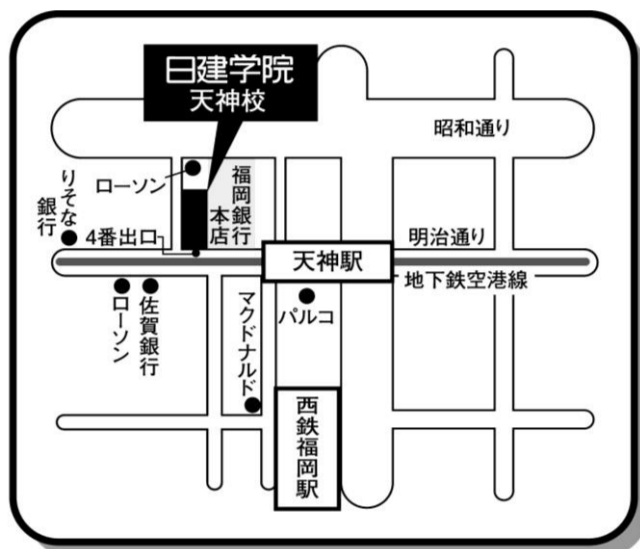 日建学院
天神校
昭和通り
ローソン
福岡銀行
本店
りそな
銀行
4番出口
明治通り
天神駅
地下鉄空港線
ローソン
佐賀銀行
マクドナルド
パルコ
西鉄福岡駅